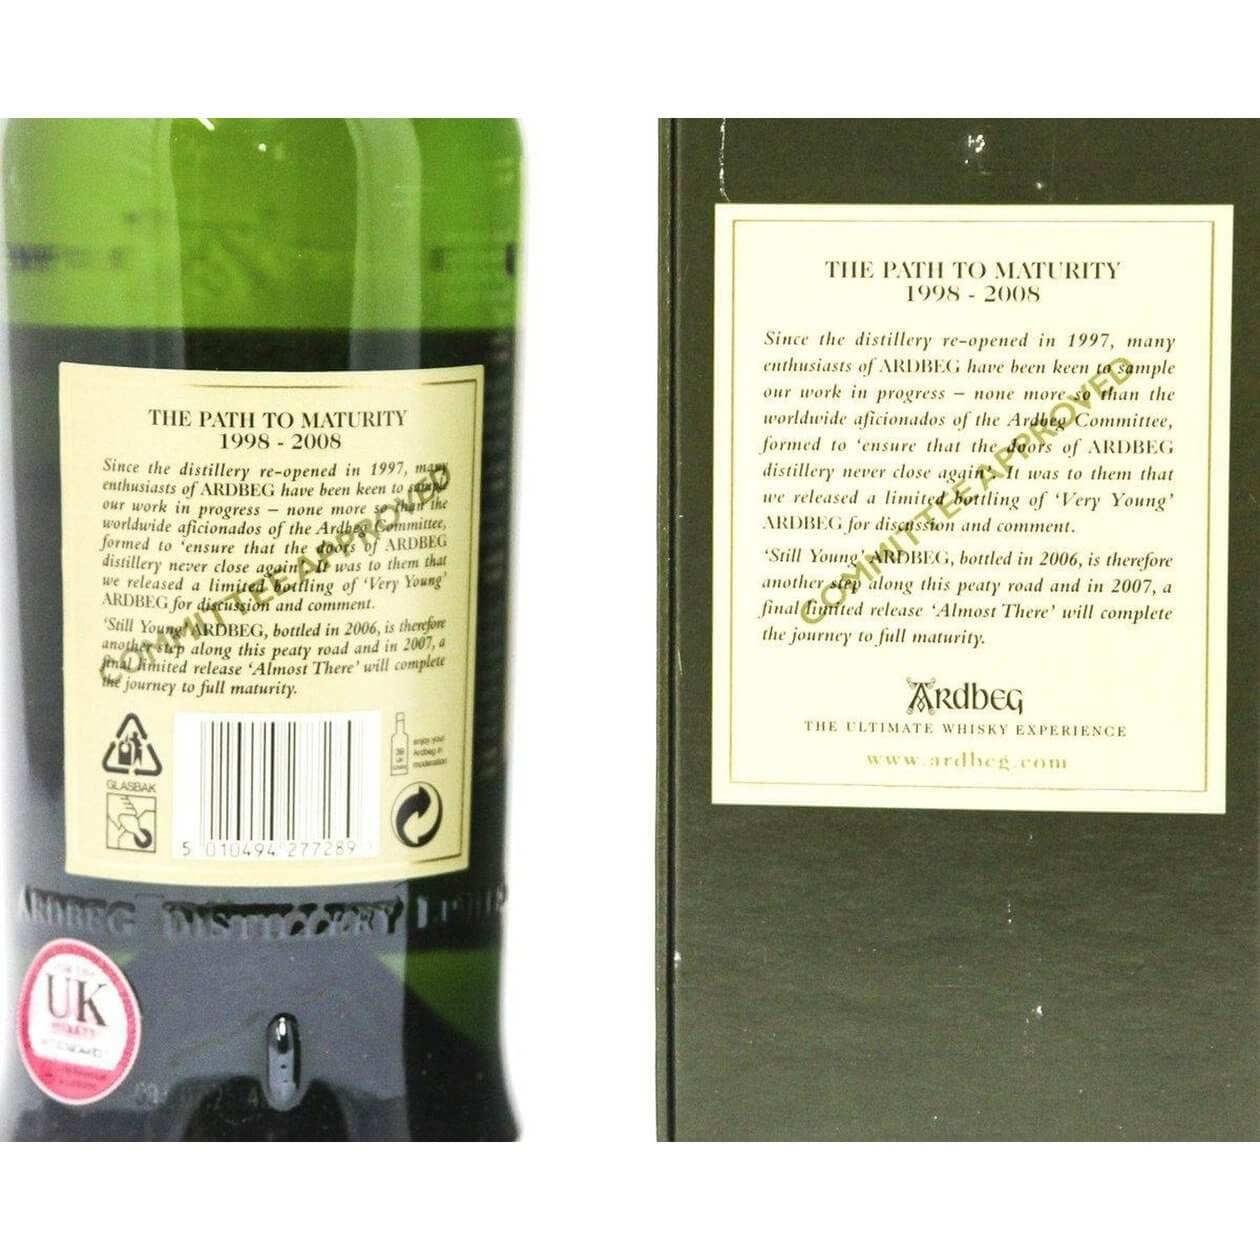 THE PATH TO MATURITY
1998 - 2008
Since the distillery re-opened in 1997, many
enthusiasts of ARDBEG have been keen to sample
our work in progress – none more so than the
worldwide aficionados of the Ardbeg Committee,
formed to ‘ensure that the doors of ARDBEG
distillery never close again’. It was to them that
we released a limited bottling of ‘Very Young’
ARDBEG for discussion and comment.
‘Still Young’ ARDBEG, bottled in 2006, is therefore
another step along this peaty road and in 2007, a
final limited release ‘Almost There’ will complete
the journey to full maturity.
COMMITTEE APPROVED
GLASBAK
enjoy your
Ardbeg in
moderation
5 010494 277289
ARDBEG DISTILLERY LIMITED
UK
THE PATH TO MATURITY
1998 - 2008
Since the distillery re-opened in 1997, many
enthusiasts of ARDBEG have been keen to sample
our work in progress – none more so than the
worldwide aficionados of the Ardbeg Committee,
formed to ‘ensure that the doors of ARDBEG
distillery never close again’. It was to them that
we released a limited bottling of ‘Very Young’
ARDBEG for discussion and comment.
‘Still Young’ ARDBEG, bottled in 2006, is therefore
another step along this peaty road and in 2007, a
final limited release ‘Almost There’ will complete
the journey to full maturity.
COMMITTEE APPROVED
ARDBEG
THE ULTIMATE WHISKY EXPERIENCE
www.ardbeg.com